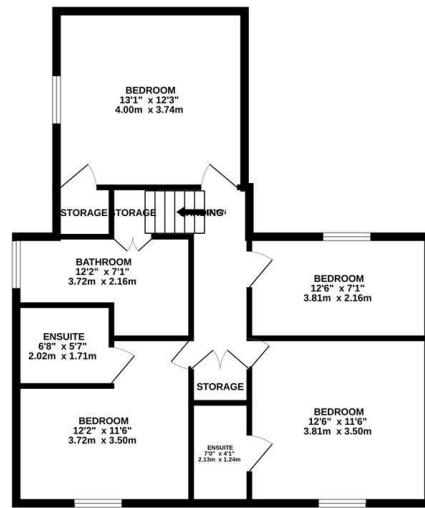 BEDROOM
13'1" x 12'3"
4.00m x 3.74m
STORAGE
STORAGE
LANDING
BATHROOM
12'2" x 7'1"
3.72m x 2.16m
BEDROOM
12'6" x 7'1"
3.81m x 2.16m
ENSUITE
6'8" x 5'7"
2.02m x 1.71m
STORAGE
BEDROOM
12'2" x 11'6"
3.72m x 3.50m
BEDROOM
12'6" x 11'6"
3.81m x 3.50m
ENSUITE
7'0" x 4'1"
2.13m x 1.24m